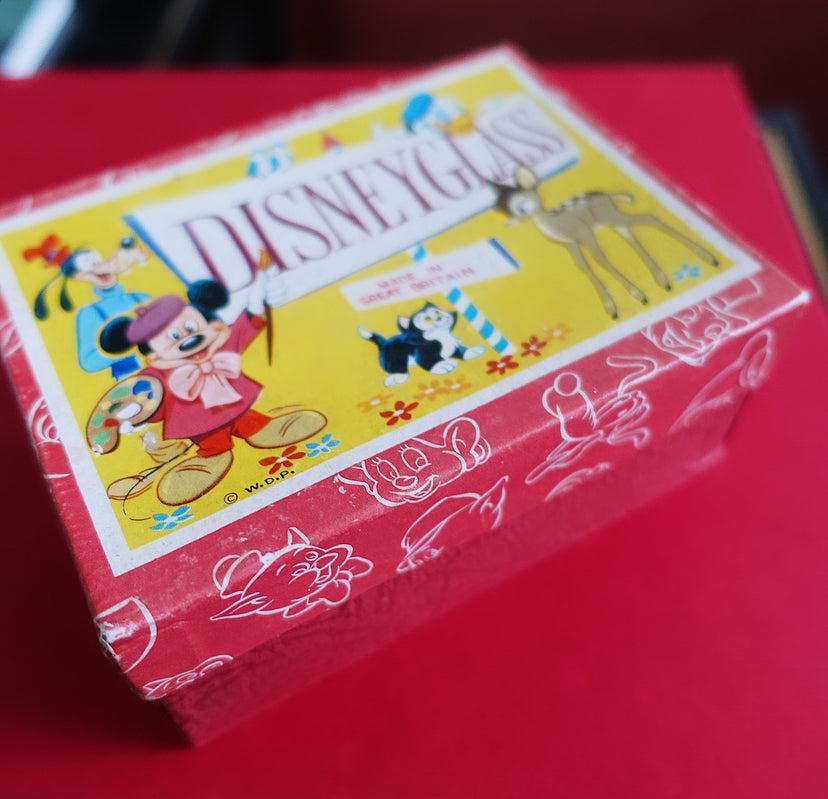 DISNEYGLASS
MADE IN
GREAT BRITAIN
© W.D.P.